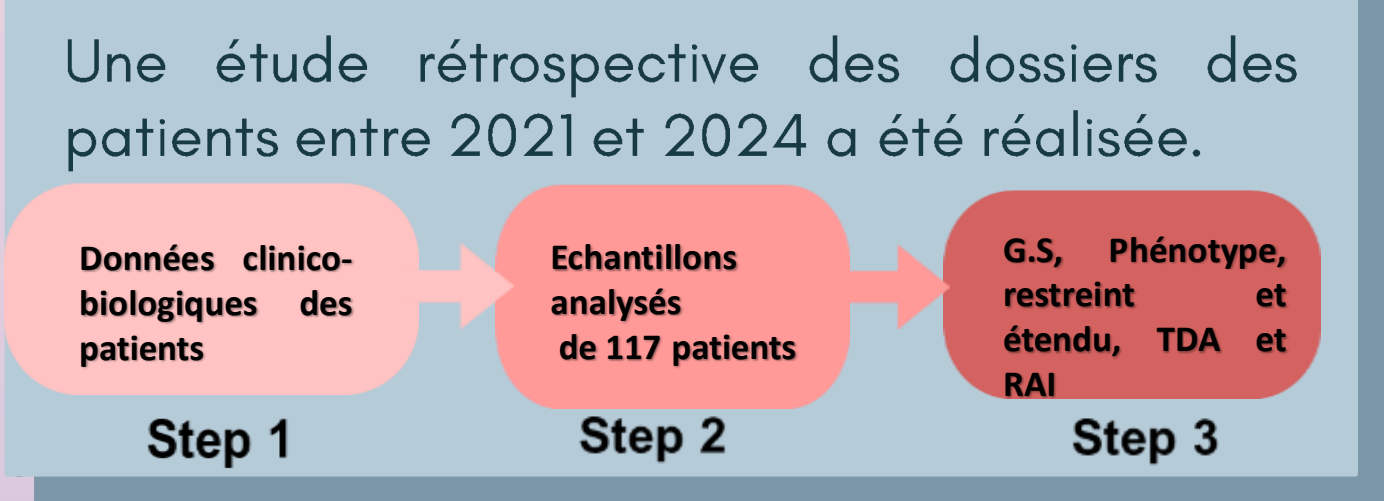 Une étude rétrospective des dossiers des
patients entre 2021 et 2024 a été réalisée.
Données clinico-
biologiques des
patients
Echantillons
analysés
de 117 patients
G.S, Phénotype,
restreint et
étendu, TDA et
RAI
Step 1
Step 2
Step 3